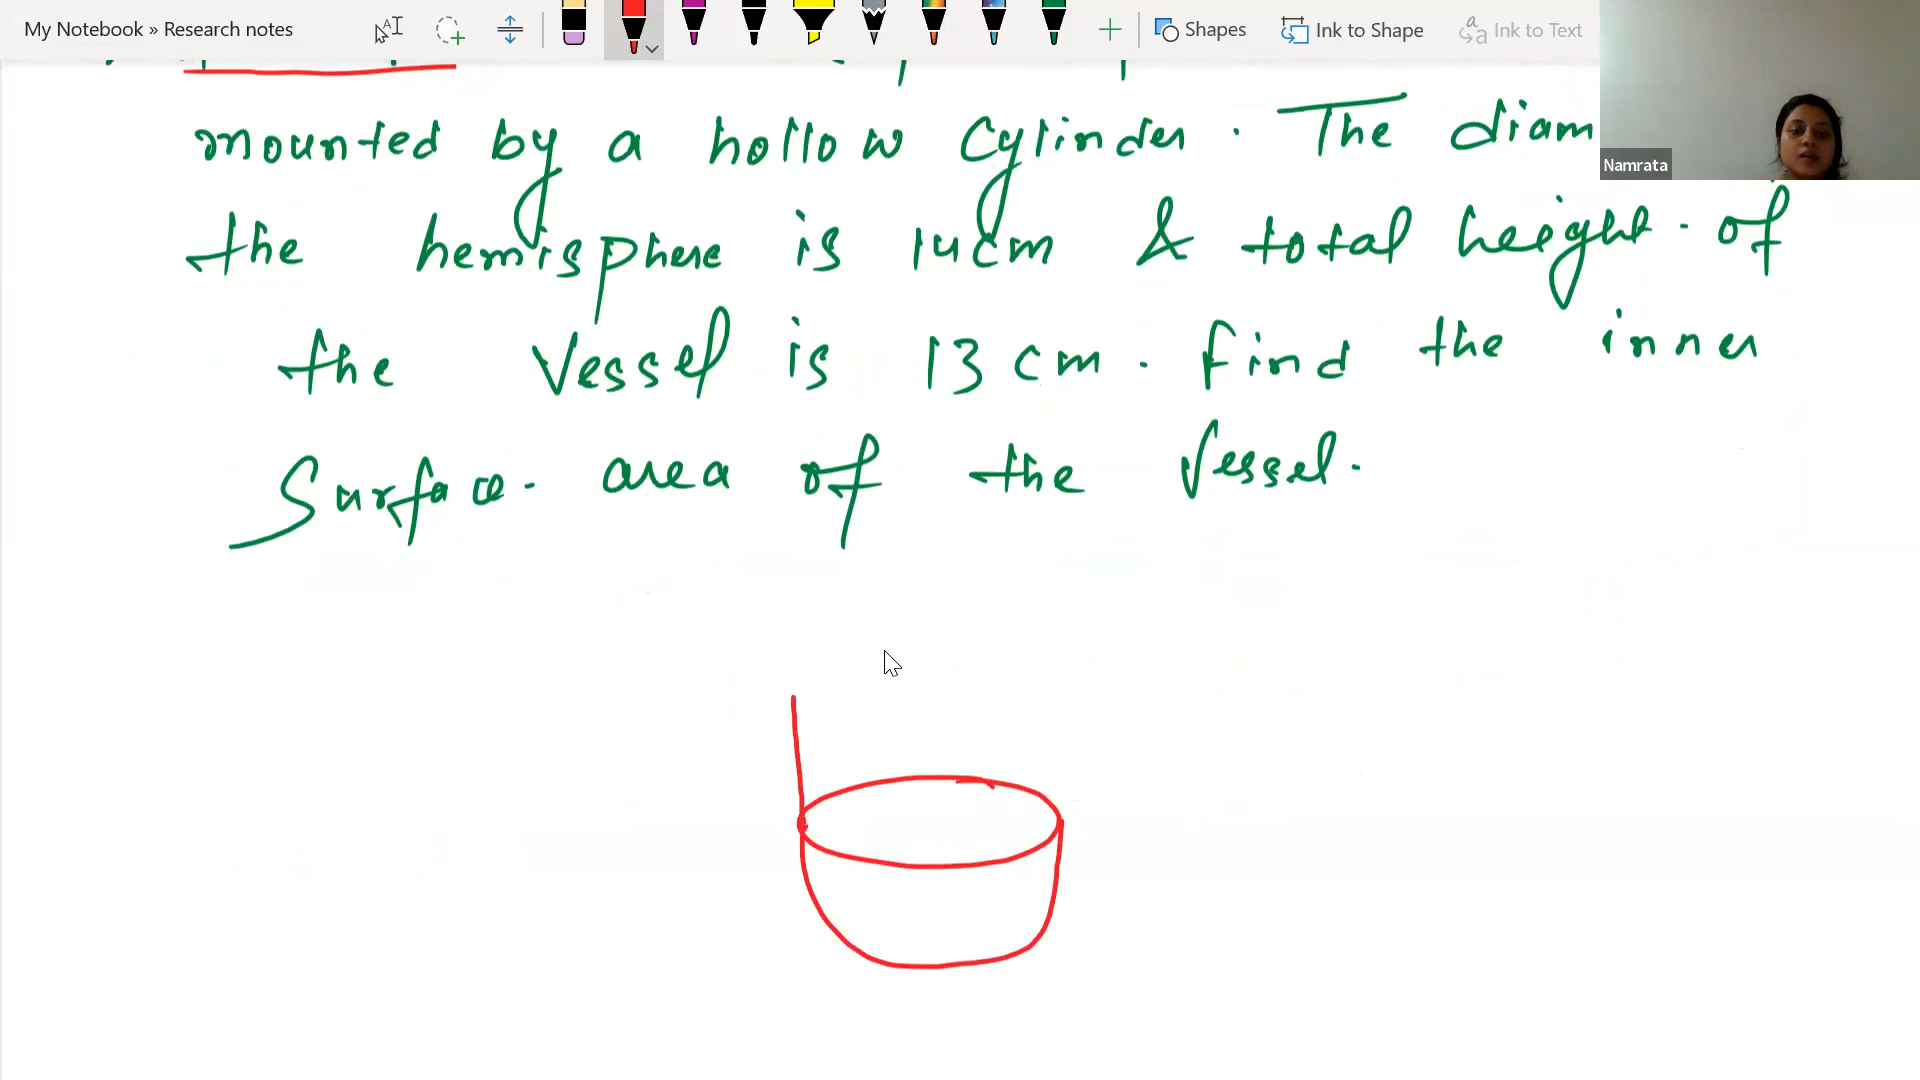 My Notebook » Research notes
Shapes
Ink to Shape
Ink to Text
Namrata
mounted by a hollow cylinder. The diam
the hemisphere is 14cm & total height. of
the Vessel is 13 cm. find the inner
Surface. area of the Vessel.